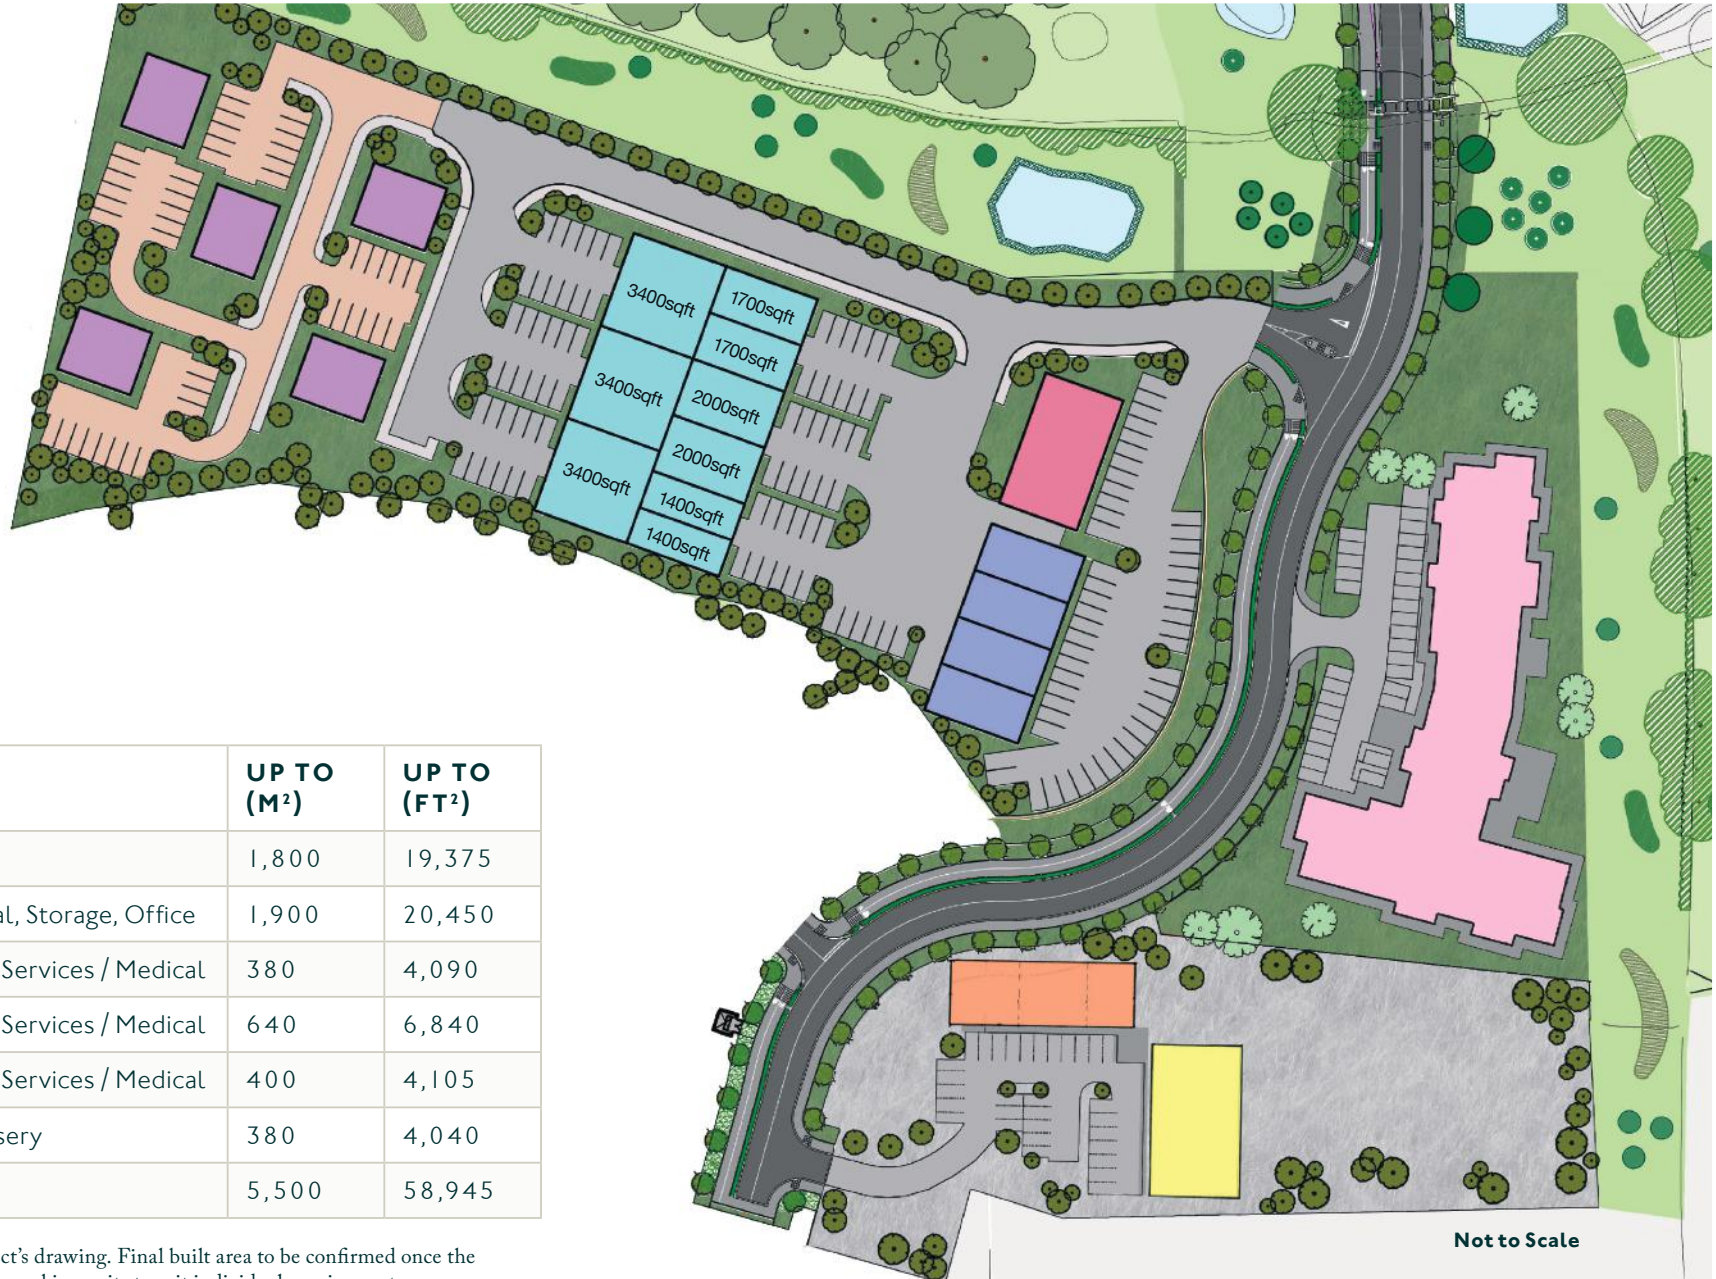 3400sqft
1700sqft
1700sqft
3400sqft
2000sqft
2000sqft
3400sqft
1400sqft
1400sqft
UP TO (M²) UP TO (FT²)
1,800 19,375
al, Storage, Office 1,900 20,450
Services / Medical 380 4,090
Services / Medical 640 6,840
Services / Medical 400 4,105
sery 380 4,040
5,500 58,945
ct's drawing. Final built area to be confirmed once the
Not to Scale